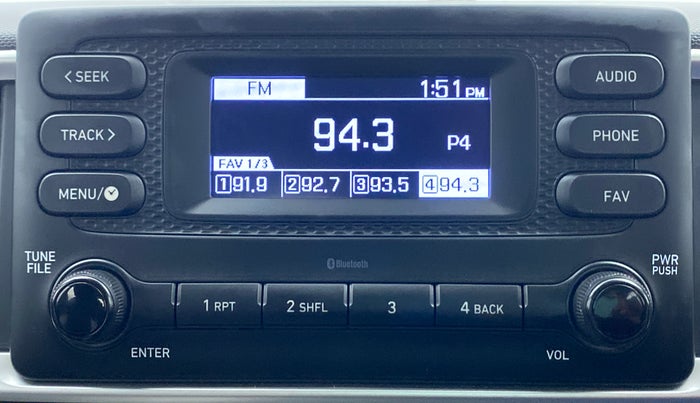 < SEEK
TRACK >
MENU/
FM 1:51 PM
94.3 P4
FAV 1/3
1 91.9 2 92.7 3 93.5 4 94.3
AUDIO
PHONE
FAV
TUNE
FILE
Bluetooth
PWR
PUSH
1 RPT 2 SHFL 3 4 BACK
ENTER
VOL